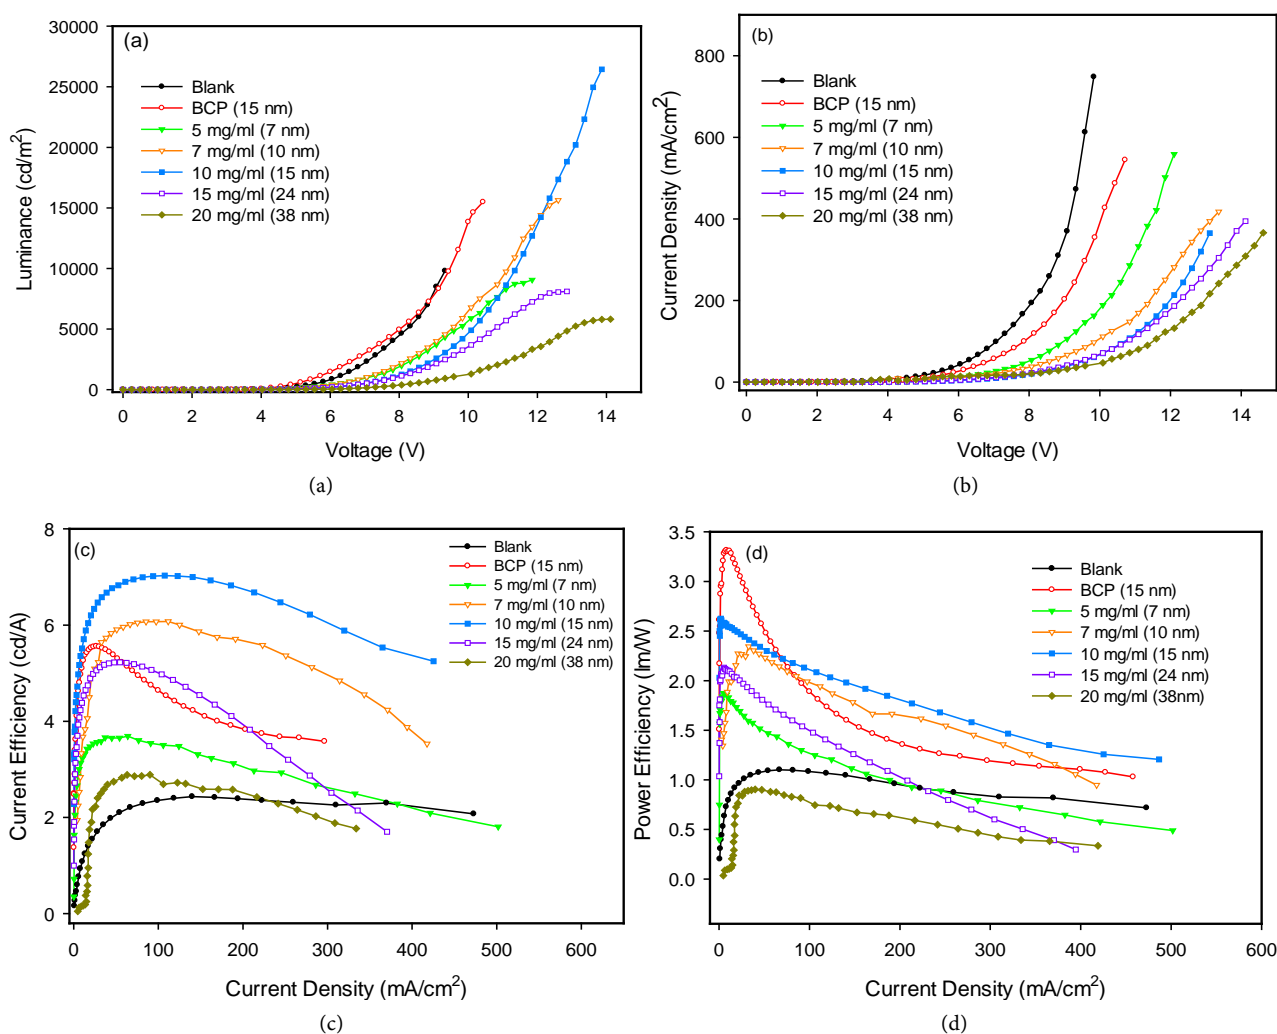 (a)
Luminance (cd/m²)
30000
25000
20000
15000
10000
5000
0
Blank
BCP (15 nm)
5 mg/ml (7 nm)
7 mg/ml (10 nm)
10 mg/ml (15 nm)
15 mg/ml (24 nm)
20 mg/ml (38 nm)
0 2 4 6 8 10 12 14
Voltage (V)
(a)
(b)
Current Density (mA/cm²)
800
600
400
200
0
Blank
BCP (15 nm)
5 mg/ml (7 nm)
7 mg/ml (10 nm)
10 mg/ml (15 nm)
15 mg/ml (24 nm)
20 mg/ml (38 nm)
0 2 4 6 8 10 12 14
Voltage (V)
(b)
(c)
Current Efficiency (cd/A)
8
6
4
2
0
Blank
BCP (15 nm)
5 mg/ml (7 nm)
7 mg/ml (10 nm)
10 mg/ml (15 nm)
15 mg/ml (24 nm)
20 mg/ml (38 nm)
0 100 200 300 400 500 600
Current Density (mA/cm²)
(c)
(d)
Power Efficiency (lm/W)
3.5
3.0
2.5
2.0
1.5
1.0
0.5
0.0
Blank
BCP (15 nm)
5 mg/ml (7 nm)
7 mg/ml (10 nm)
10 mg/ml (15 nm)
15 mg/ml (24 nm)
20 mg/ml (38nm)
0 100 200 300 400 500 600
Current Density (mA/cm²)
(d)